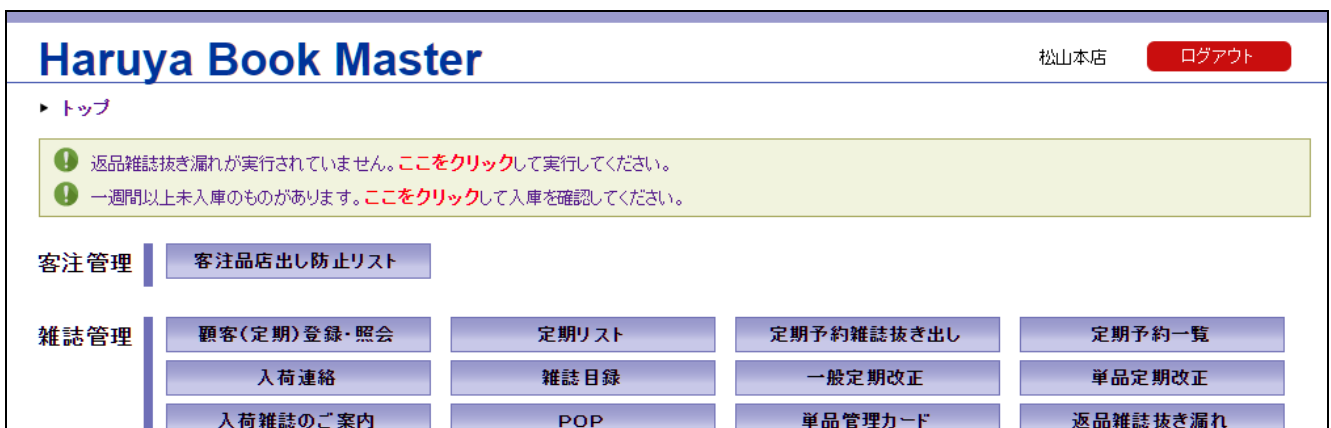 Haruya Book Master
松山本店 ログアウト
トップ
返品雑誌抜き漏れが実行されていません。ここをクリックして実行してください。
一週間以上未入庫のものがあります。ここをクリックして入庫を確認してください。
客注管理 客注品店出し防止リスト
雑誌管理 顧客(定期)登録・照会 定期リスト 定期予約雑誌抜き出し 定期予約一覧
入荷連絡 雑誌目録 一般定期改正 単品定期改正
入荷雑誌のご案内 POP 単品管理カード 返品雑誌抜き漏れ